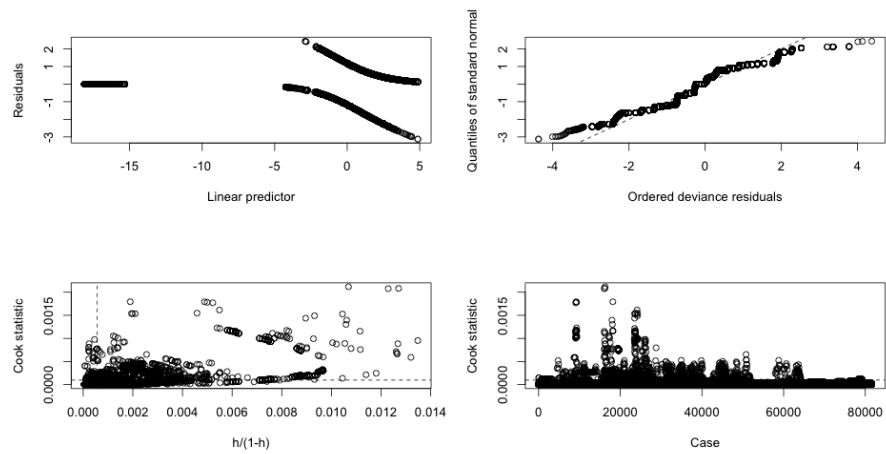 Residuals
-3 -1 1 2
-15 -10 -5 0 5
Linear predictor
Quantiles of standard normal
-3 -1 1 2
-4 -2 0 2 4
Ordered deviance residuals
Cook statistic
0.0000 0.0015
0.000 0.002 0.004 0.006 0.008 0.010 0.012 0.014
h/(1-h)
Cook statistic
0.0000 0.0015
0 20000 40000 60000 80000
Case